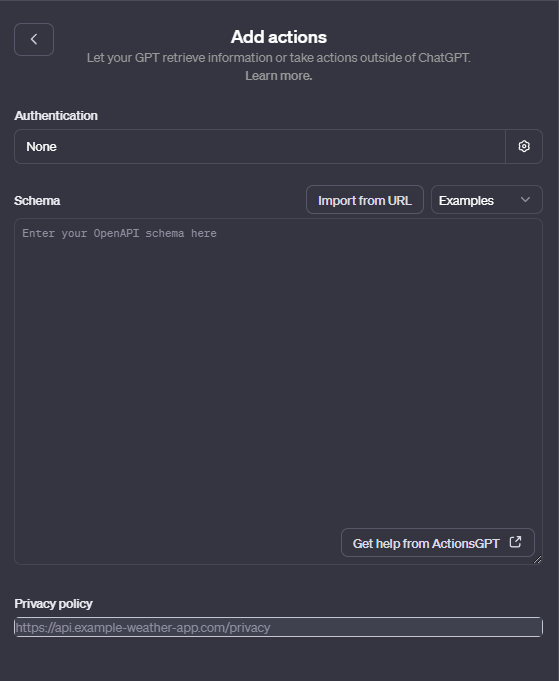 Add actions
Let your GPT retrieve information or take actions outside of ChatGPT.
Learn more.
Authentication
None
Schema
Import from URL
Examples
Enter your OpenAPI schema here
Get help from ActionsGPT
Privacy policy
https://api.example-weather-app.com/privacy